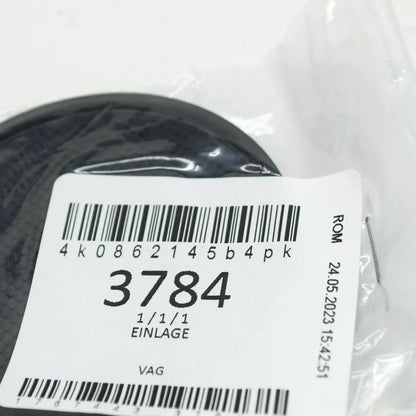 4k0862145b4pk
3784
1/1/1
EINLAGE
VAG
ROM 24.05.2023 15:42:51